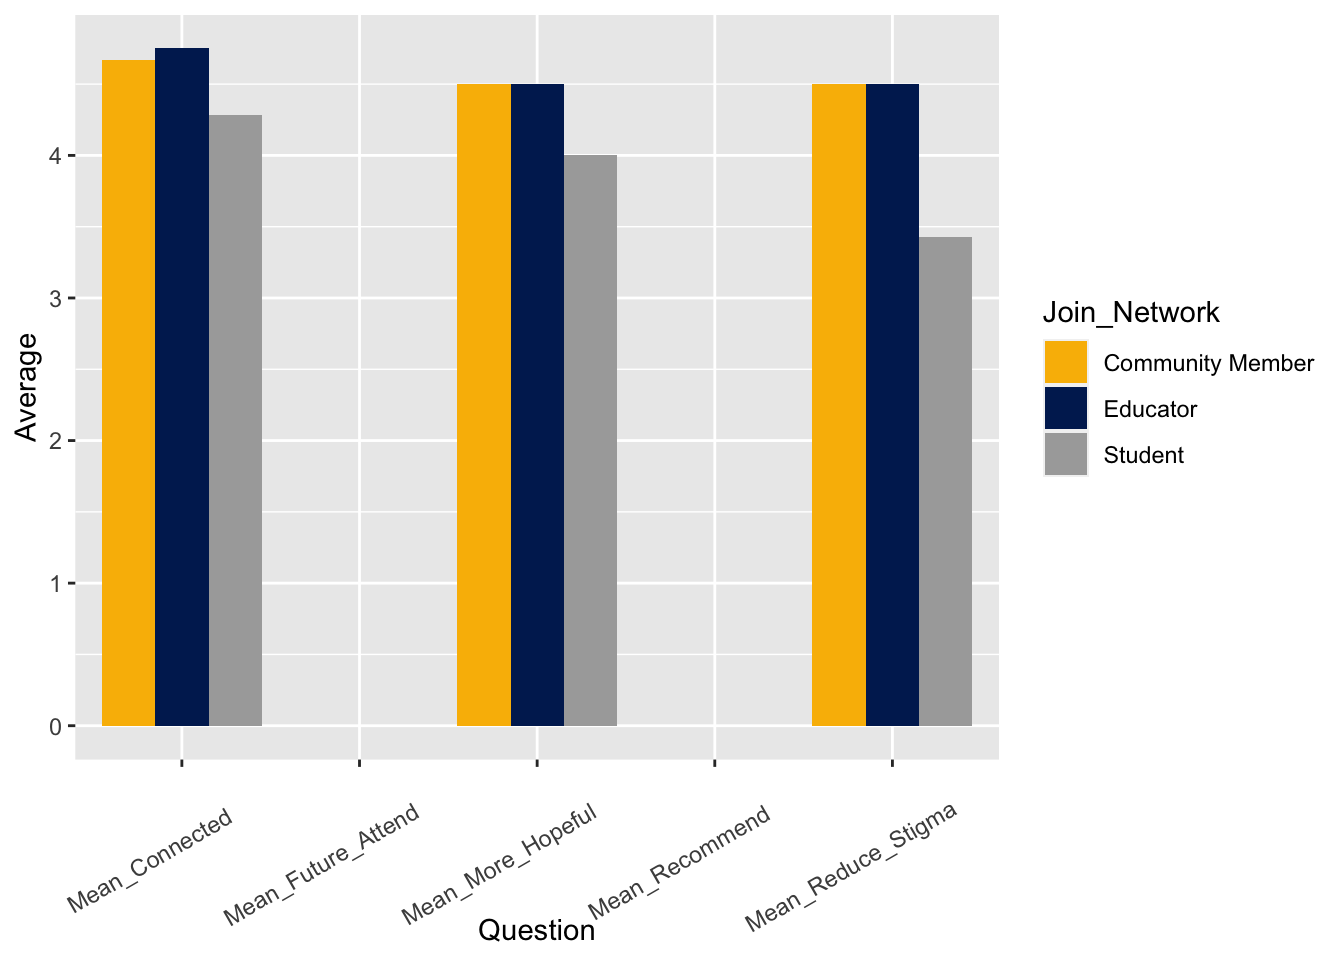 4
3
2
1
0
Average
Mean_Connected
Mean_Future_Attend
Mean_More_Hopeful
Mean_Recommend
Mean_Reduce_Stigma
Question
Join_Network
Community Member
Educator
Student